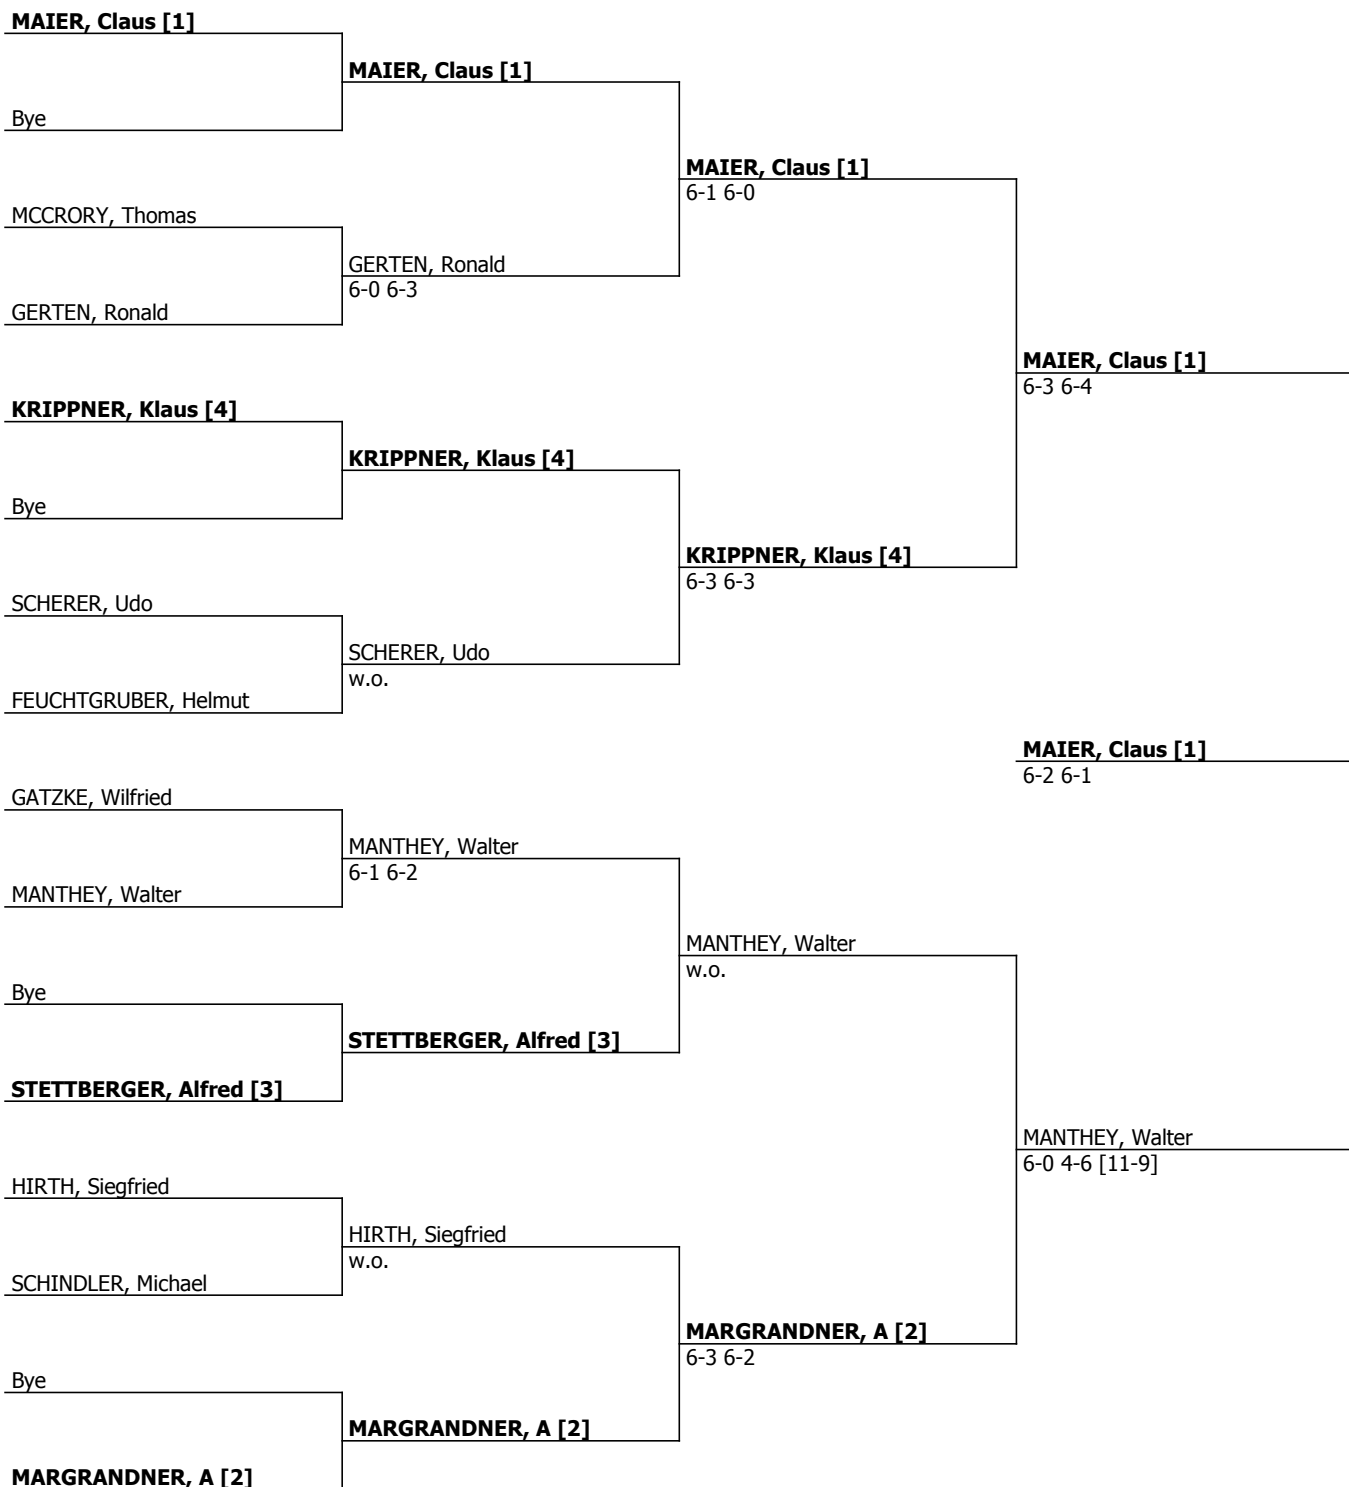 MAIER, Claus [1]
MAIER, Claus [1]
Bye
MAIER, Claus [1]
6-1 6-0
MCCRORY, Thomas
GERTEN, Ronald
6-0 6-3
GERTEN, Ronald
MAIER, Claus [1]
6-3 6-4
KRIPPNER, Klaus [4]
KRIPPNER, Klaus [4]
Bye
KRIPPNER, Klaus [4]
6-3 6-3
SCHERER, Udo
SCHERER, Udo
w.o.
FEUCHTGRUBER, Helmut
MAIER, Claus [1]
6-2 6-1
GATZKE, Wilfried
MANTHEY, Walter
6-1 6-2
MANTHEY, Walter
MANTHEY, Walter
w.o.
Bye
STETTBERGER, Alfred [3]
STETTBERGER, Alfred [3]
MANTHEY, Walter
6-0 4-6 [11-9]
HIRTH, Siegfried
HIRTH, Siegfried
w.o.
SCHINDLER, Michael
MARGRANDNER, A [2]
6-3 6-2
Bye
MARGRANDNER, A [2]
MARGRANDNER, A [2]